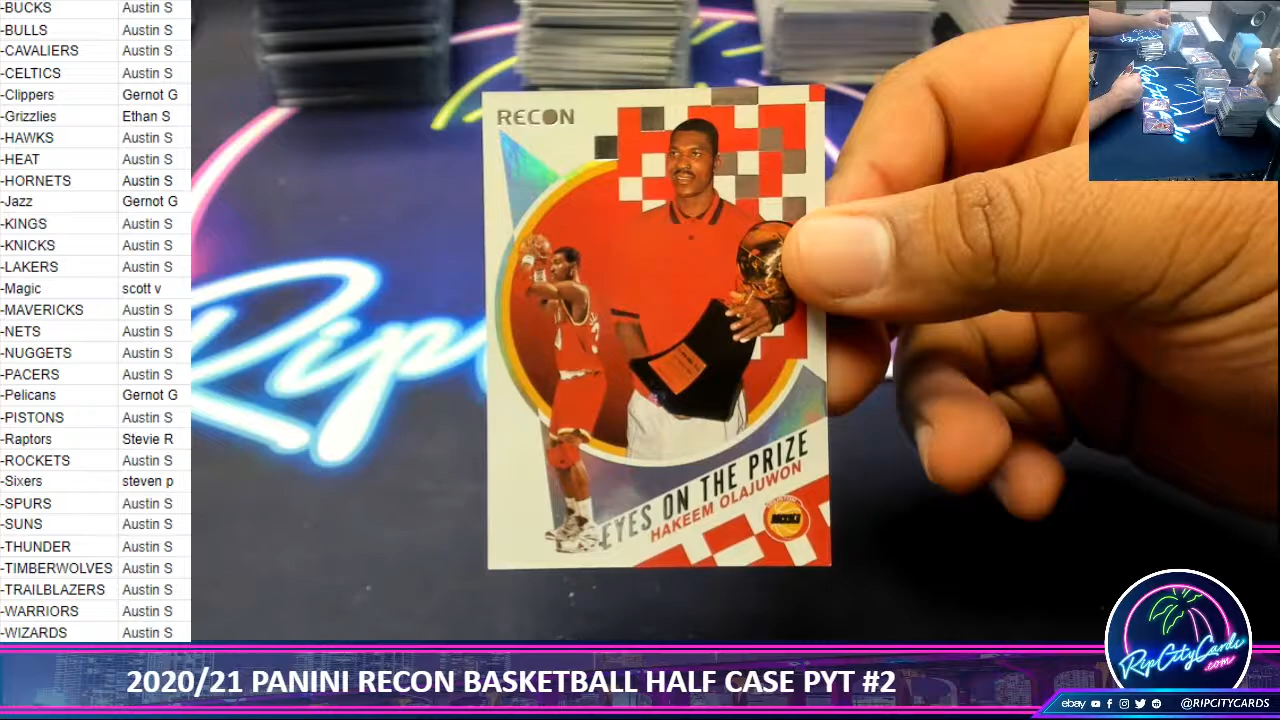 -BUCKS Austin S
-BULLS Austin S
-CAVALIERS Austin S
-CELTICS Austin S
-Clippers Gernot G
-Grizzlies Ethan S
-HAWKS Austin S
-HEAT Austin S
-HORNETS Austin S
-Jazz Gernot G
-KINGS Austin S
-KNICKS Austin S
-LAKERS Austin S
-Magic scott v
-MAVERICKS Austin S
-NETS Austin S
-NUGGETS Austin S
-PACERS Austin S
-Pelicans Gernot G
-PISTONS Austin S
-Raptors Stevie R
-ROCKETS Austin S
-Sixers steven p
-SPURS Austin S
-SUNS Austin S
-THUNDER Austin S
-TIMBERWOLVES Austin S
-TRAILBLAZERS Austin S
-WARRIORS Austin S
-WIZARDS Austin S
RECON
EYES ON THE PRIZE
HAKEEM OLAJUWON
Rip
RipCityCards
.com
2020/21 PANINI RECON BASKETBALL HALF CASE PYT #2
ebay @RIPCITYCARDS